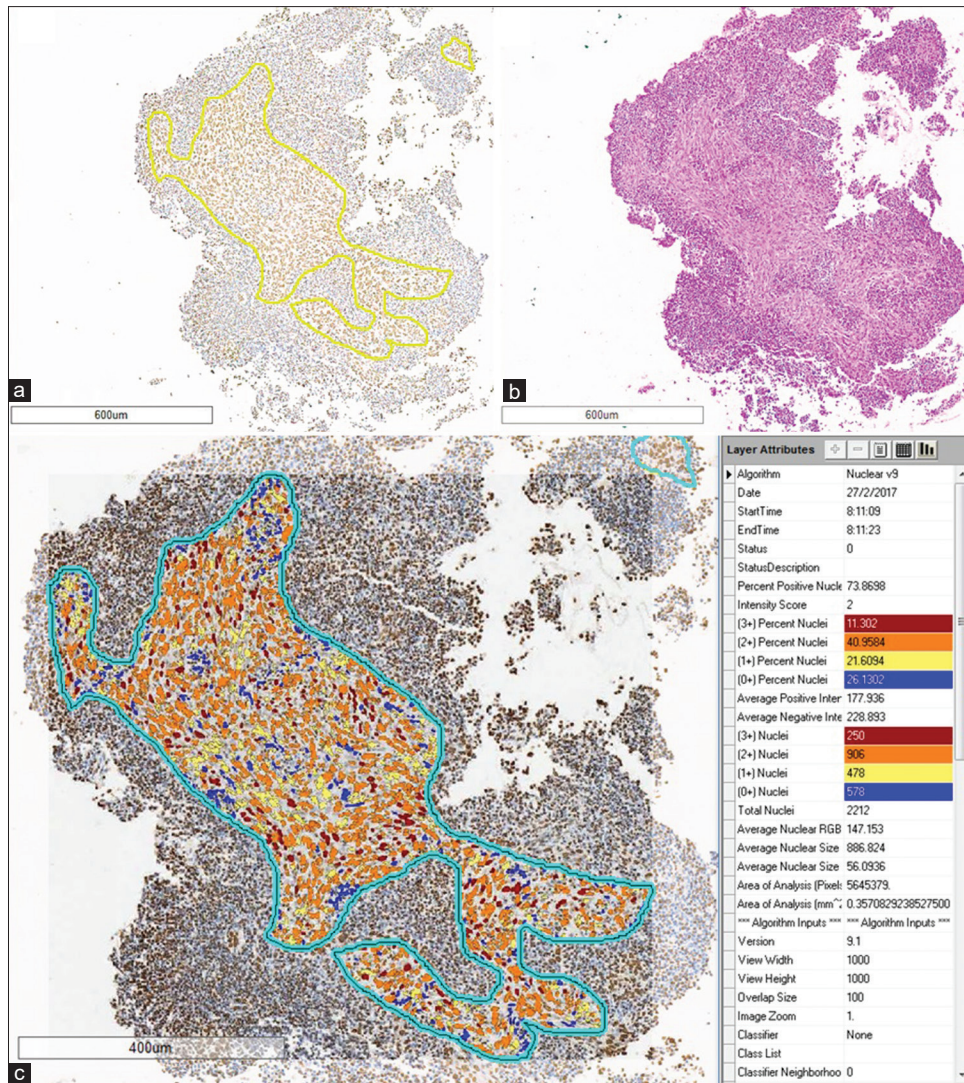 a
600um
b
600um
c
400um
Layer Attributes
Algorithm Nuclear v9
Date 27/2/2017
StartTime 8:11:09
EndTime 8:11:23
Status 0
StatusDescription
Percent Positive Nucle 73.8698
Intensity Score 2
(3+) Percent Nuclei 11.302
(2+) Percent Nuclei 40.9584
(1+) Percent Nuclei 21.6094
(0+) Percent Nuclei 26.1302
Average Positive Inter 177.936
Average Negative Inte 228.893
(3+) Nuclei 250
(2+) Nuclei 906
(1+) Nuclei 478
(0+) Nuclei 578
Total Nuclei 2212
Average Nuclear RGB 147.153
Average Nuclear Size 886.824
Average Nuclear Size 56.0936
Area of Analysis (Pixels 5645379.
Area of Analysis (mm^2 0.3570829238527500
*** Algorithm Inputs *** *** Algorithm Inputs ***
Version 9.1
View Width 1000
View Height 1000
Overlap Size 100
Image Zoom 1.
Classifier None
Class List
Classifier Neighborhoo 0